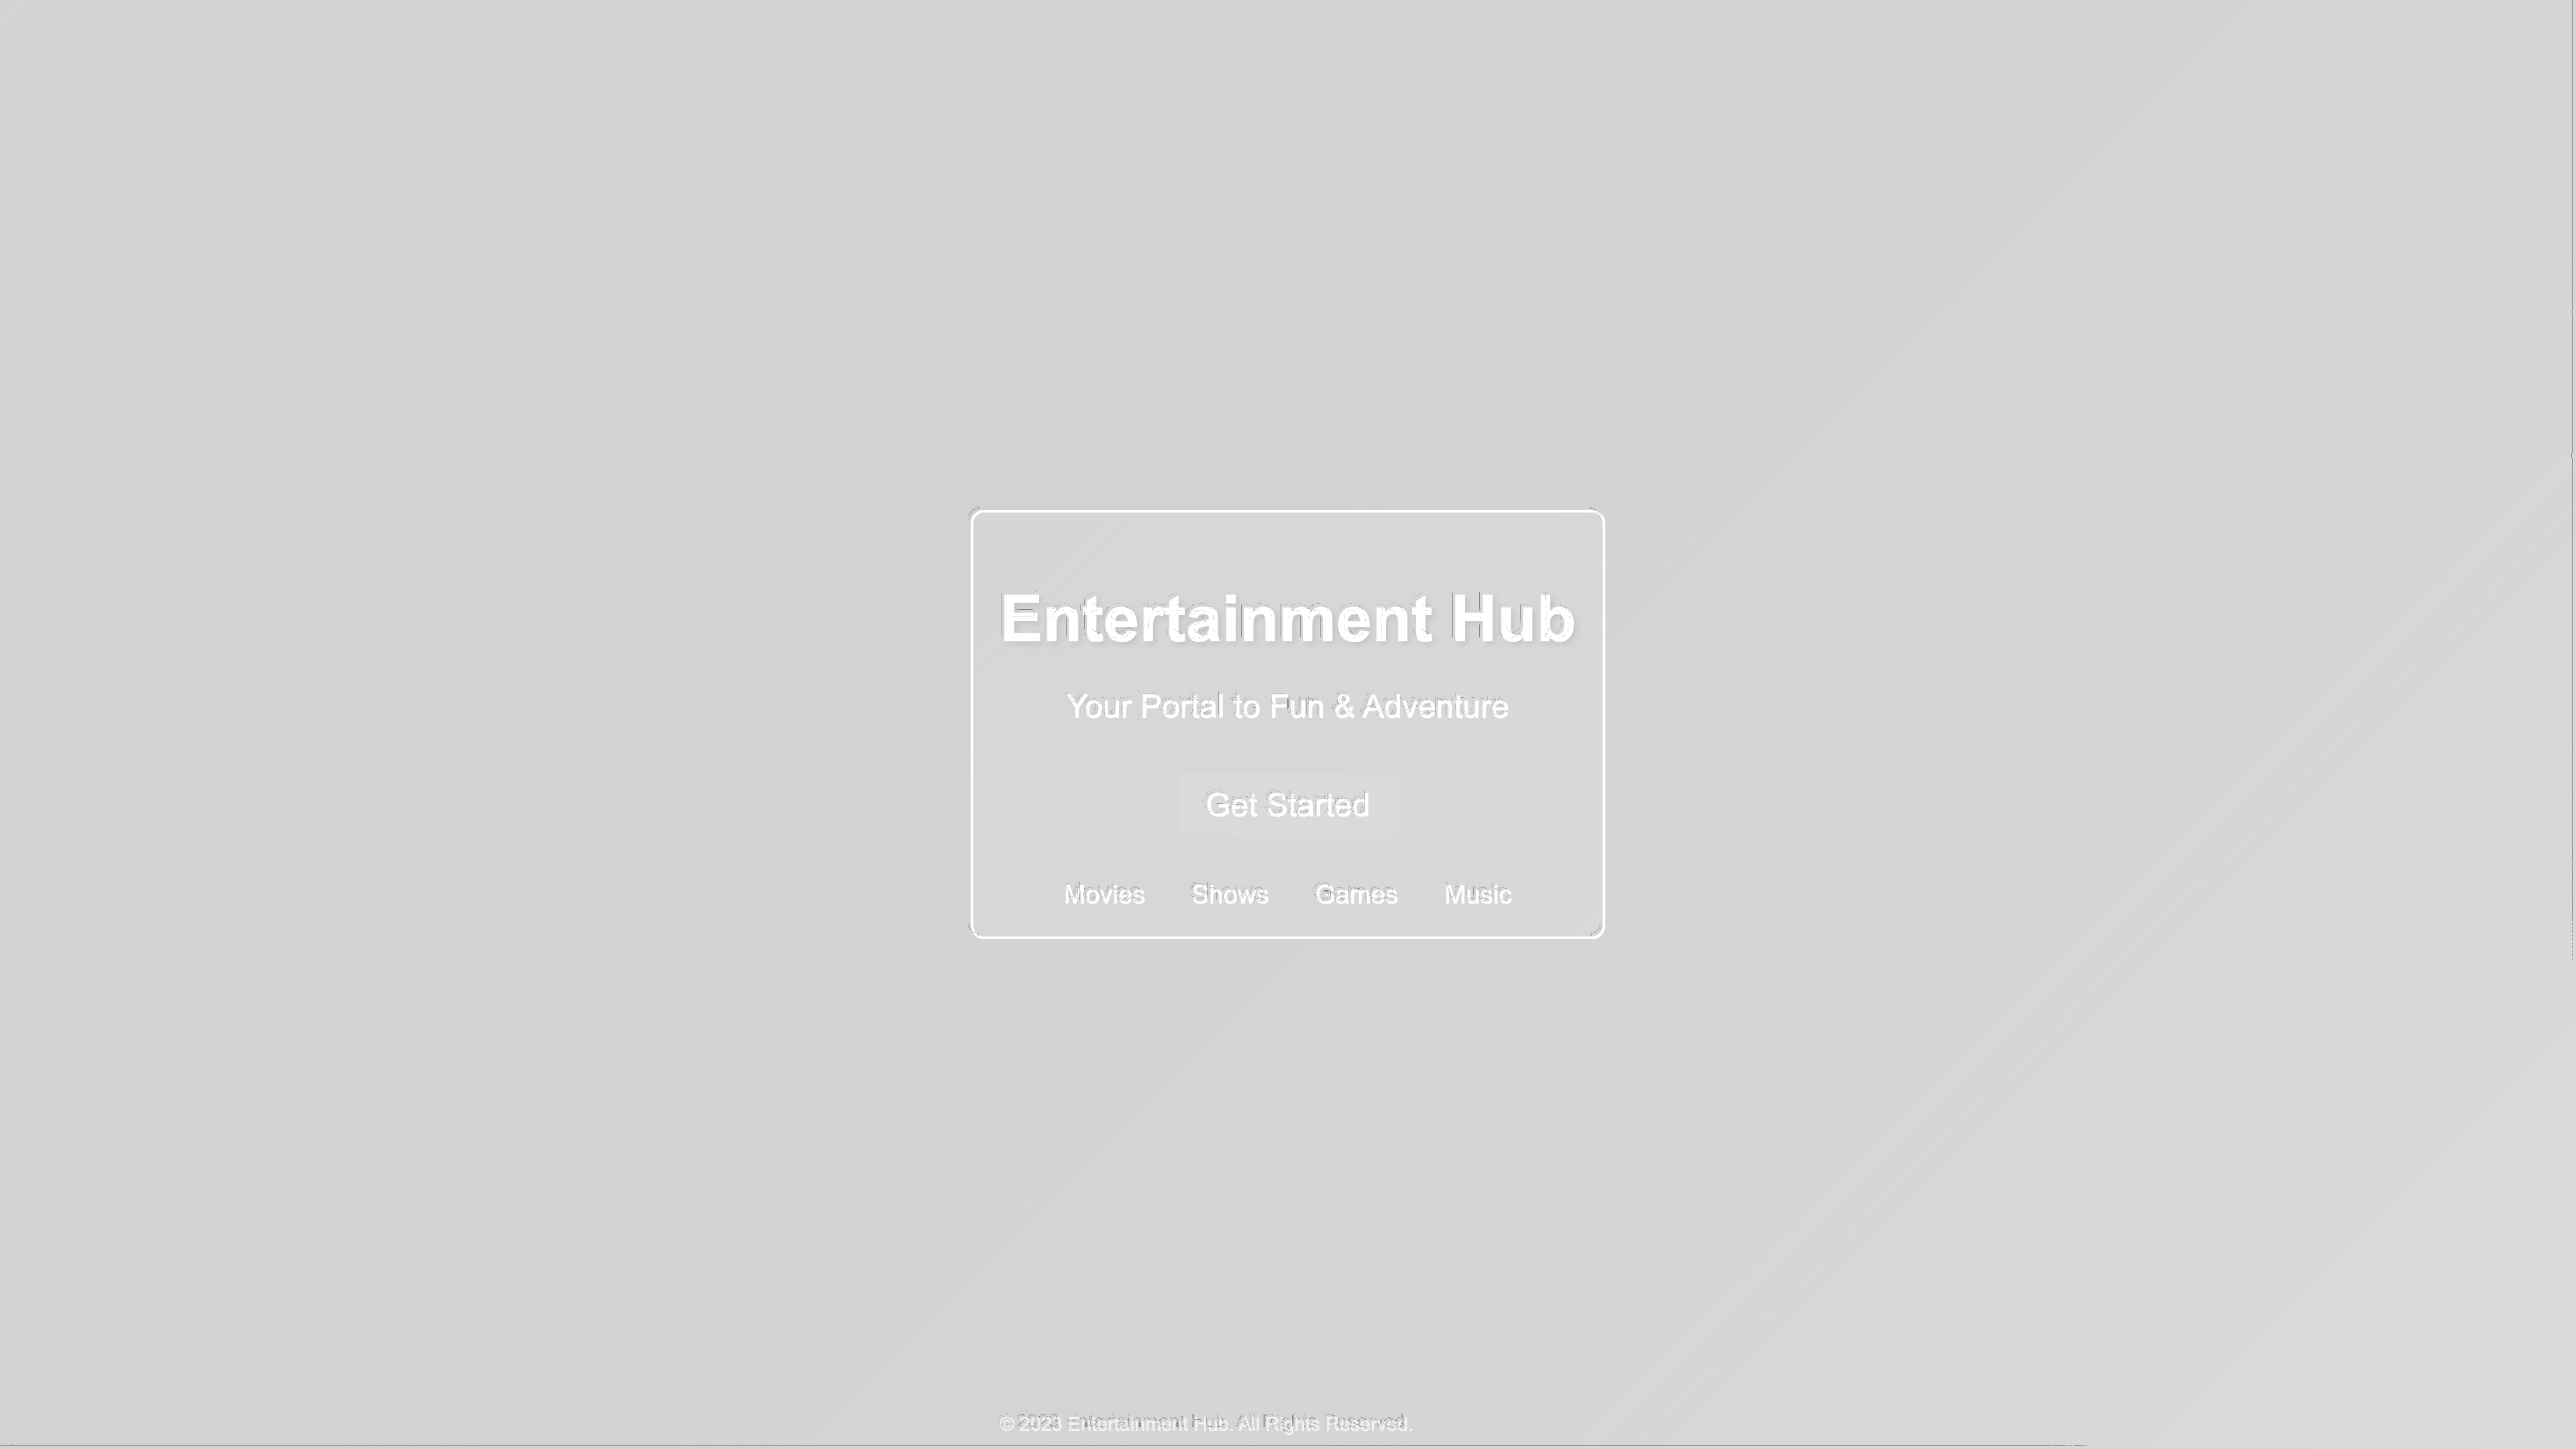 Entertainment Hub
Your Portal to Fun & Adventure
Get Started
Movies Shows Games Music
© 2023 Entertainment Hub. All Rights Reserved.